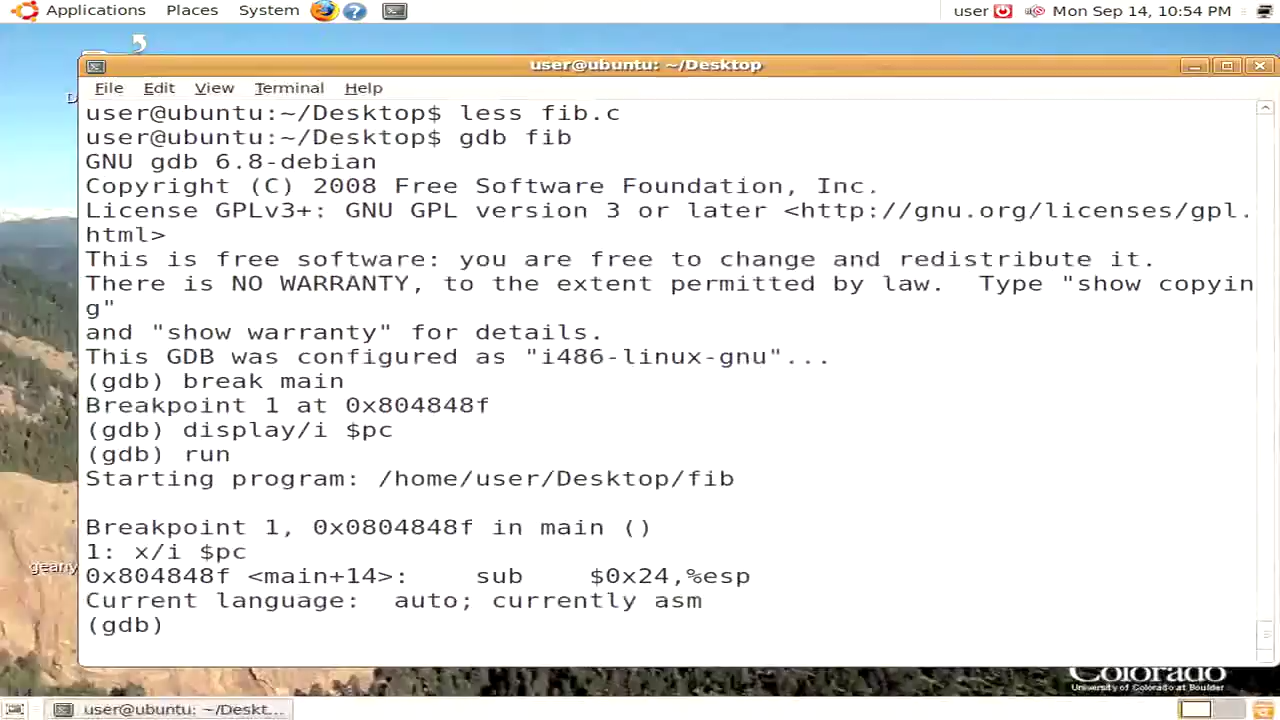 Applications Places System user Mon Sep 14, 10:54 PM
user@ubuntu: ~/Desktop
File Edit View Terminal Help
user@ubuntu:~/Desktop$ less fib.c
user@ubuntu:~/Desktop$ gdb fib
GNU gdb 6.8-debian
Copyright (C) 2008 Free Software Foundation, Inc.
License GPLv3+: GNU GPL version 3 or later <http://gnu.org/licenses/gpl.
html>
This is free software: you are free to change and redistribute it.
There is NO WARRANTY, to the extent permitted by law.  Type "show copyin
g"
and "show warranty" for details.
This GDB was configured as "i486-linux-gnu"...
(gdb) break main
Breakpoint 1 at 0x804848f
(gdb) display/i $pc
(gdb) run
Starting program: /home/user/Desktop/fib
Breakpoint 1, 0x0804848f in main ()
1: x/i $pc
0x804848f <main+14>:    sub    $0x24,%esp
Current language:  auto; currently asm
(gdb)
geany
Colorado
University of Colorado at Boulder
user@ubuntu: ~/Deskt...